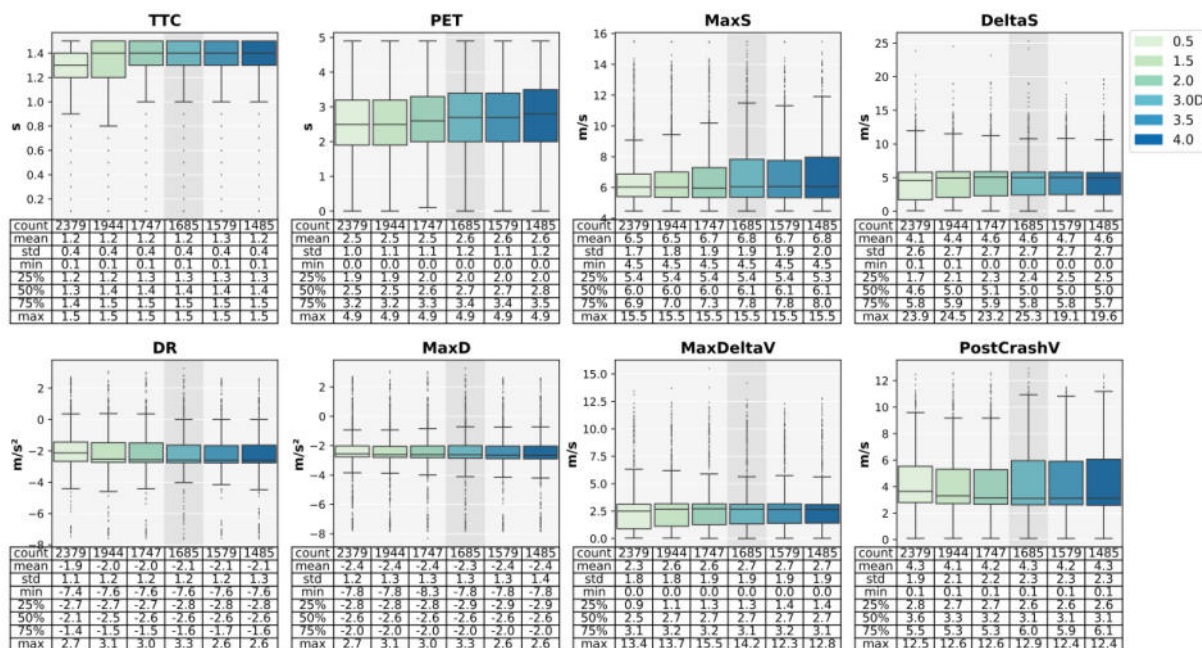 TTC PET MaxS DeltaS
1.4
1.2
1.0
0.8
0.6
0.4
0.2
s
5
4
3
2
1
0
s
16
14
12
10
8
6
4
m/s
25
20
15
10
5
0
m/s
0.5
1.5
2.0
3.0D
3.5
4.0
count 2379 1944 1747 1685 1579 1485
mean 1.2 1.2 1.2 1.2 1.3 1.2
std 0.4 0.4 0.4 0.4 0.4 0.4
min 0.1 0.1 0.1 0.1 0.1 0.1
25% 1.2 1.2 1.3 1.3 1.3 1.3
50% 1.3 1.4 1.4 1.4 1.4 1.4
75% 1.4 1.5 1.5 1.5 1.5 1.5
max 1.5 1.5 1.5 1.5 1.5 1.5
count 2379 1944 1747 1685 1579 1485
mean 2.5 2.5 2.5 2.6 2.6 2.6
std 1.0 1.1 1.1 1.2 1.1 1.2
min 0.0 0.0 0.0 0.0 0.0 0.0
25% 1.9 1.9 2.0 2.0 2.0 2.0
50% 2.5 2.5 2.6 2.7 2.7 2.8
75% 3.2 3.2 3.3 3.4 3.4 3.5
max 4.9 4.9 4.9 4.9 4.9 4.9
count 2379 1944 1747 1685 1579 1485
mean 6.5 6.5 6.7 6.8 6.7 6.8
std 1.7 1.8 1.9 1.9 1.9 2.0
min 4.5 4.5 4.5 4.5 4.5 4.5
25% 5.4 5.4 5.4 5.4 5.4 5.3
50% 6.0 6.0 6.0 6.1 6.1 6.1
75% 6.9 7.0 7.3 7.8 7.8 8.0
max 15.5 15.5 15.5 15.5 15.5 15.5
count 2379 1944 1747 1685 1579 1485
mean 4.1 4.4 4.6 4.6 4.7 4.6
std 2.6 2.7 2.7 2.7 2.7 2.7
min 0.1 0.1 0.0 0.0 0.1 0.1
25% 1.7 2.1 2.3 2.4 2.5 2.5
50% 4.6 5.0 5.1 5.0 5.0 5.0
75% 5.8 5.9 5.9 5.8 5.8 5.7
max 23.9 24.5 23.2 25.3 19.1 19.6
DR MaxD MaxDeltaV PostCrashV
2
0
−2
−4
−6
−8
m/s²
2
0
−2
−4
−6
−8
m/s²
15.0
12.5
10.0
7.5
5.0
2.5
0.0
m/s
12
10
8
6
4
2
0
m/s
count 2379 1944 1747 1685 1579 1485
mean -1.9 -2.0 -2.0 -2.1 -2.1 -2.1
std 1.1 1.2 1.2 1.2 1.2 1.3
min -7.4 -7.6 -7.6 -7.6 -7.6 -7.6
25% -2.7 -2.7 -2.7 -2.8 -2.8 -2.8
50% -2.1 -2.5 -2.6 -2.6 -2.6 -2.6
75% -1.4 -1.5 -1.5 -1.6 -1.7 -1.6
max 2.7 3.1 3.0 3.3 2.6 2.6
count 2379 1944 1747 1685 1579 1485
mean -2.4 -2.4 -2.4 -2.3 -2.4 -2.4
std 1.2 1.3 1.3 1.3 1.3 1.4
min -7.8 -7.8 -8.3 -7.8 -7.8 -7.8
25% -2.8 -2.8 -2.8 -2.9 -2.9 -2.9
50% -2.6 -2.6 -2.6 -2.6 -2.6 -2.6
75% -2.0 -2.0 -2.0 -2.0 -2.0 -2.0
max 2.7 3.1 3.0 3.3 2.6 2.6
count 2379 1944 1747 1685 1579 1485
mean 2.3 2.6 2.6 2.7 2.7 2.7
std 1.8 1.8 1.9 1.9 1.9 1.9
min 0.0 0.0 0.0 0.0 0.0 0.0
25% 0.9 1.1 1.3 1.3 1.4 1.4
50% 2.5 2.7 2.7 2.7 2.7 2.7
75% 3.1 3.2 3.2 3.1 3.2 3.1
max 13.4 13.7 15.5 14.2 12.3 12.8
count 2379 1944 1747 1685 1579 1485
mean 4.3 4.1 4.2 4.3 4.2 4.3
std 1.9 2.1 2.2 2.3 2.3 2.3
min 0.1 0.1 0.1 0.1 0.1 0.1
25% 2.8 2.7 2.7 2.6 2.6 2.6
50% 3.6 3.3 3.2 3.1 3.1 3.1
75% 5.5 5.3 5.3 6.0 5.9 6.1
max 12.5 12.6 12.6 12.9 12.4 12.4